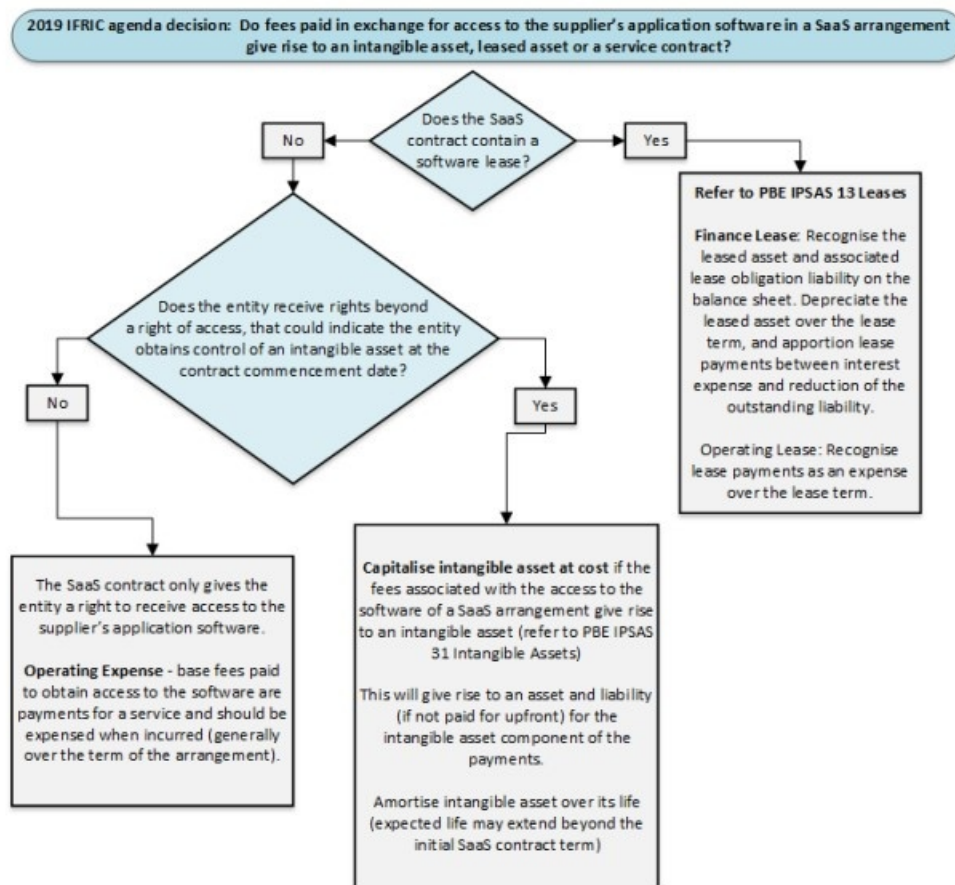 2019 IFRIC agenda decision:  Do fees paid in exchange for access to the supplier's application software in a SaaS arrangement
give rise to an intangible asset, leased asset or a service contract?
Does the SaaS
contract contain a
software lease?
No
Yes
Refer to PBE IPSAS 13 Leases
Finance Lease: Recognise the
leased asset and associated
lease obligation liability on the
balance sheet. Depreciate the
leased asset over the lease
term, and apportion lease
payments between interest
expense and reduction of the
outstanding liability.
Operating Lease: Recognise
lease payments as an expense
over the lease term.
Does the entity receive rights beyond
a right of access, that could indicate the entity
obtains control of an intangible asset at the
contract commencement date?
No
Yes
The SaaS contract only gives the
entity a right to receive access to the
supplier's application software.
Operating Expense - base fees paid
to obtain access to the software are
payments for a service and should be
expensed when incurred (generally
over the term of the arrangement).
Capitalise intangible asset at cost if the
fees associated with the access to the
software of a SaaS arrangement give rise
to an intangible asset (refer to PBE IPSAS
31 Intangible Assets)
This will give rise to an asset and liability
(if not paid for upfront) for the
intangible asset component of the
payments.
Amortise intangible asset over its life
(expected life may extend beyond the
initial SaaS contract term)